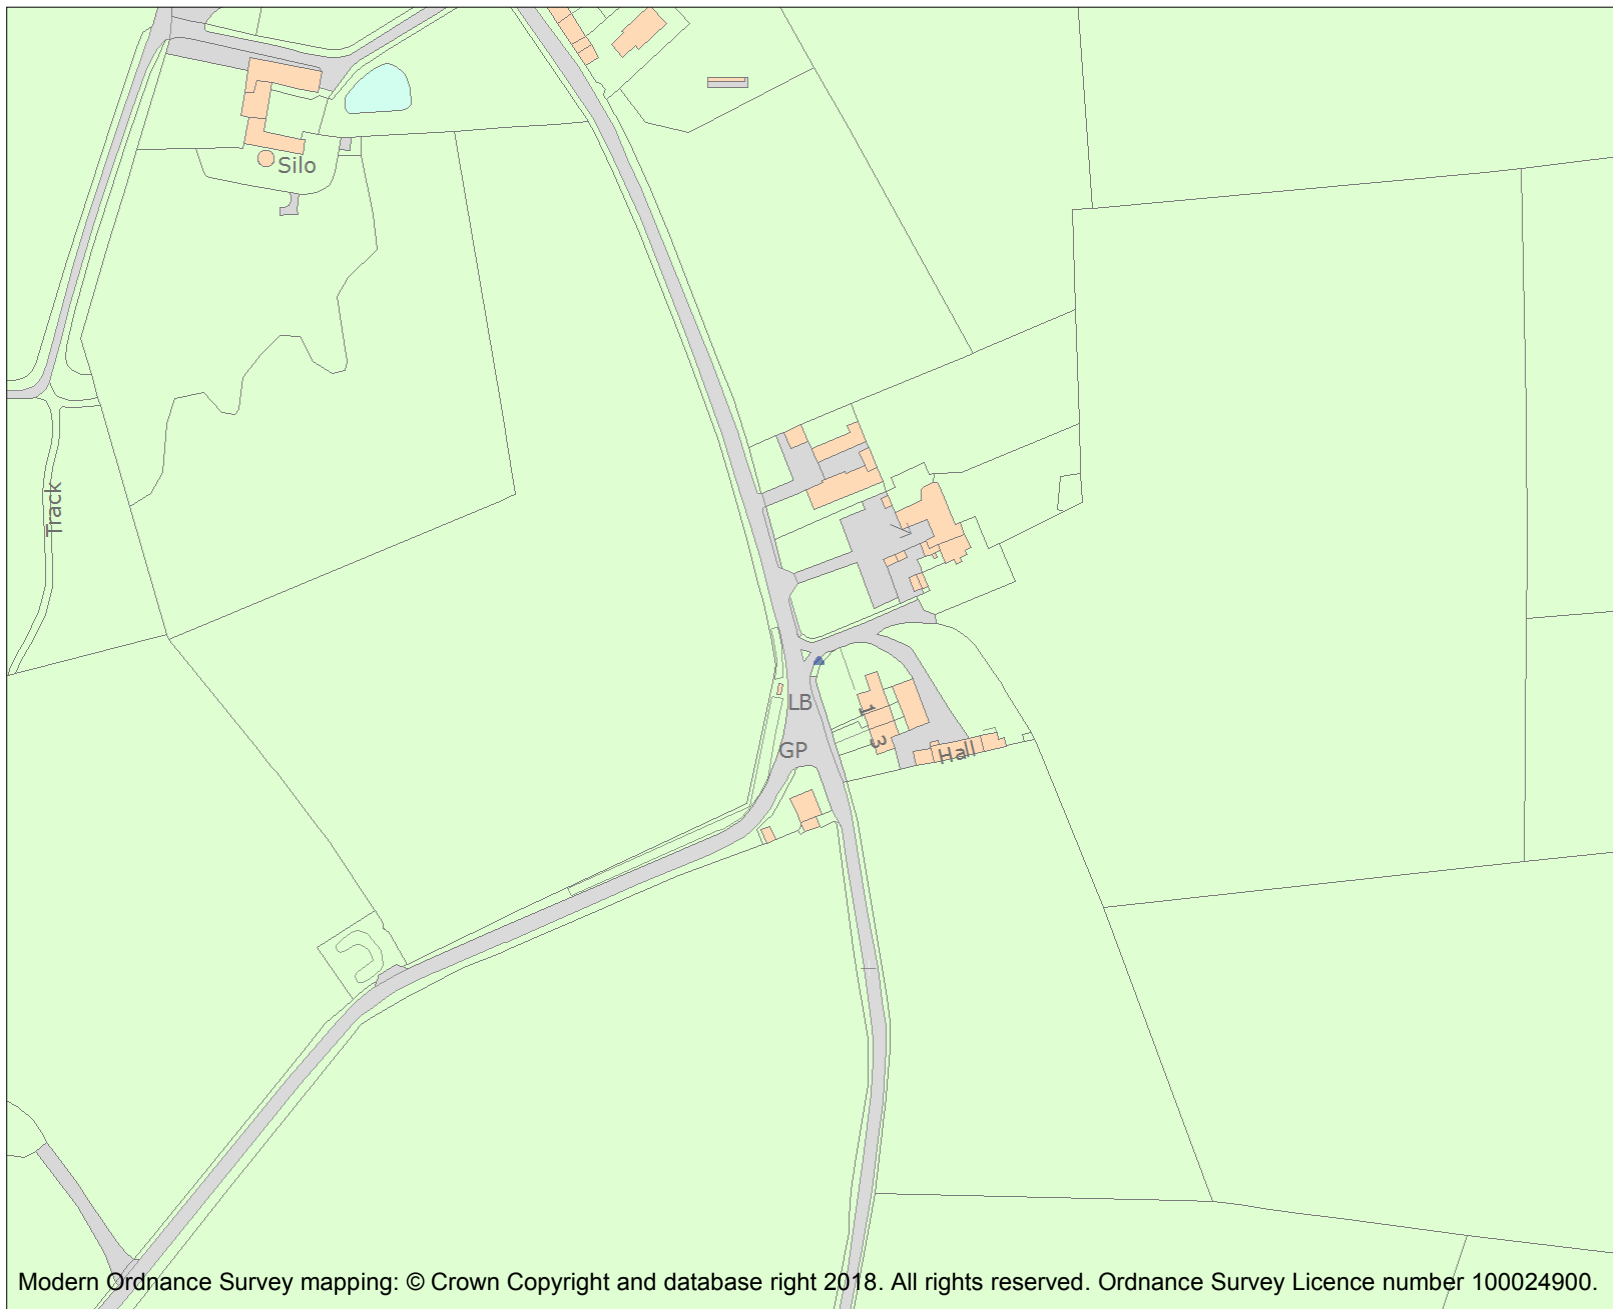 Silo
Track
LB
1
3
GP
Hall
Modern Ordnance Survey mapping: © Crown Copyright and database right 2018. All rights reserved. Ordnance Survey Licence number 100024900.